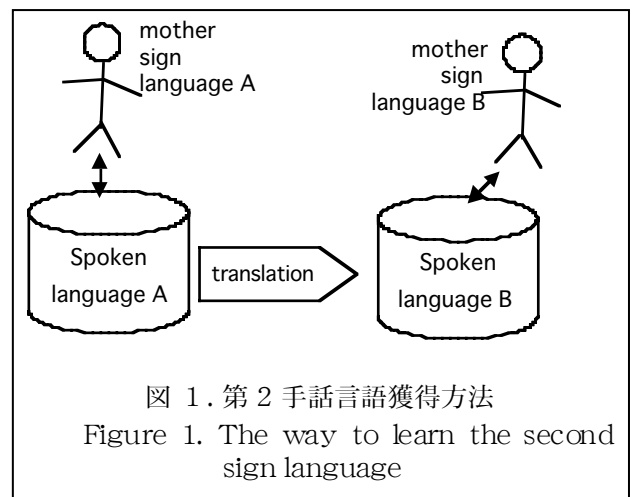 mother
sign
language A
mother
sign
language B
Spoken
language A
translation
Spoken
language B
図 1. 第 2 手話言語獲得方法
Figure 1. The way to learn the second
sign language